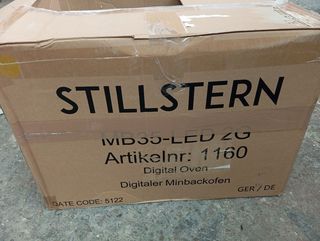 STILLSTERN
MB35-LED 2G
Artikelnr: 1160
Digital Oven
Digitaler Minbackofen
GER / DE
DATE CODE: 5122